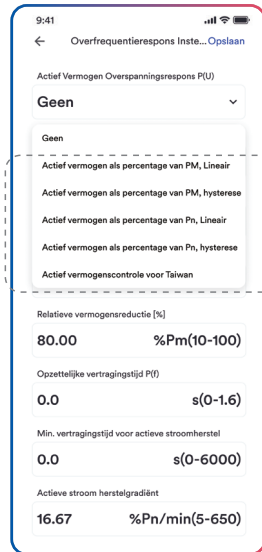 9:41
Overfrequentierespons Inste... Opslaan
Actief Vermogen Overspanningsrespons P(U)
Geen
Geen
Actief vermogen als percentage van PM, Lineair
Actief vermogen als percentage van PM, hysterese
Actief vermogen als percentage van Pn, Lineair
Actief vermogen als percentage van Pn, hysterese
Actief vermogenscontrole voor Taiwan
Relatieve vermogensreductie [%]
80.00 %Pm(10-100)
Opzettelijke vertragingstijd P(f)
0.0 s(0-1.6)
Min. vertragingstijd voor actieve stroomherstel
0.0 s(0-6000)
Actieve stroom herstelgradiënt
16.67 %Pn/min(5-650)